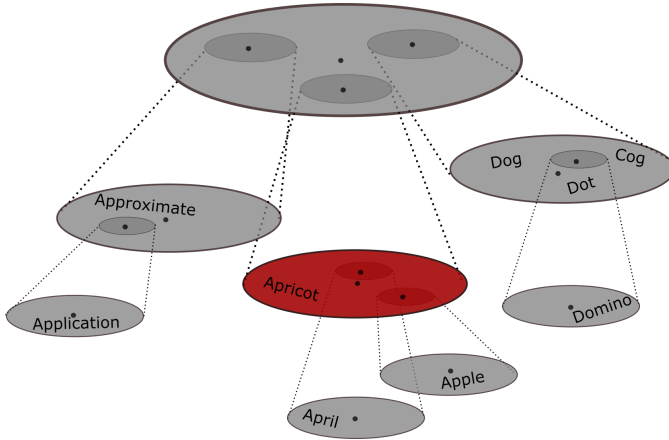 Dog
Cog
Dot
Approximate
Apricot
Domino
Application
Apple
April